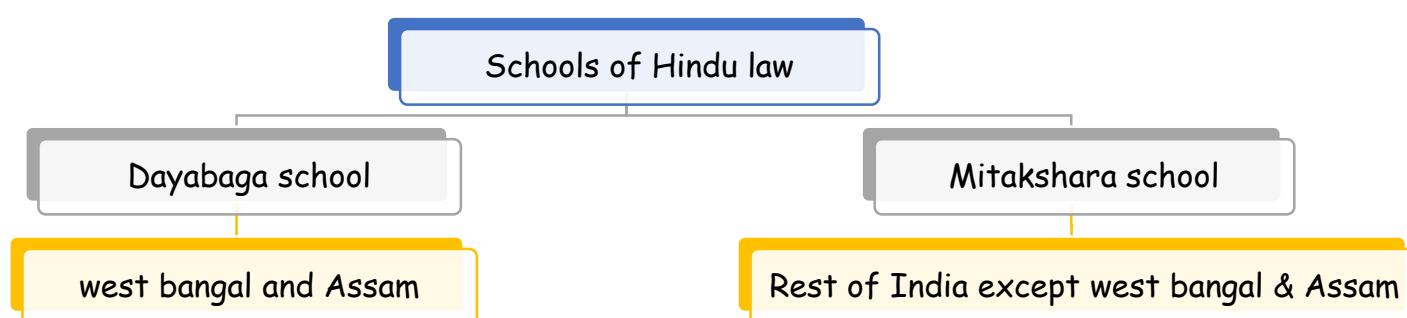 Schools of Hindu law
Dayabaga school
Mitakshara school
west bangal and Assam
Rest of India except west bangal & Assam